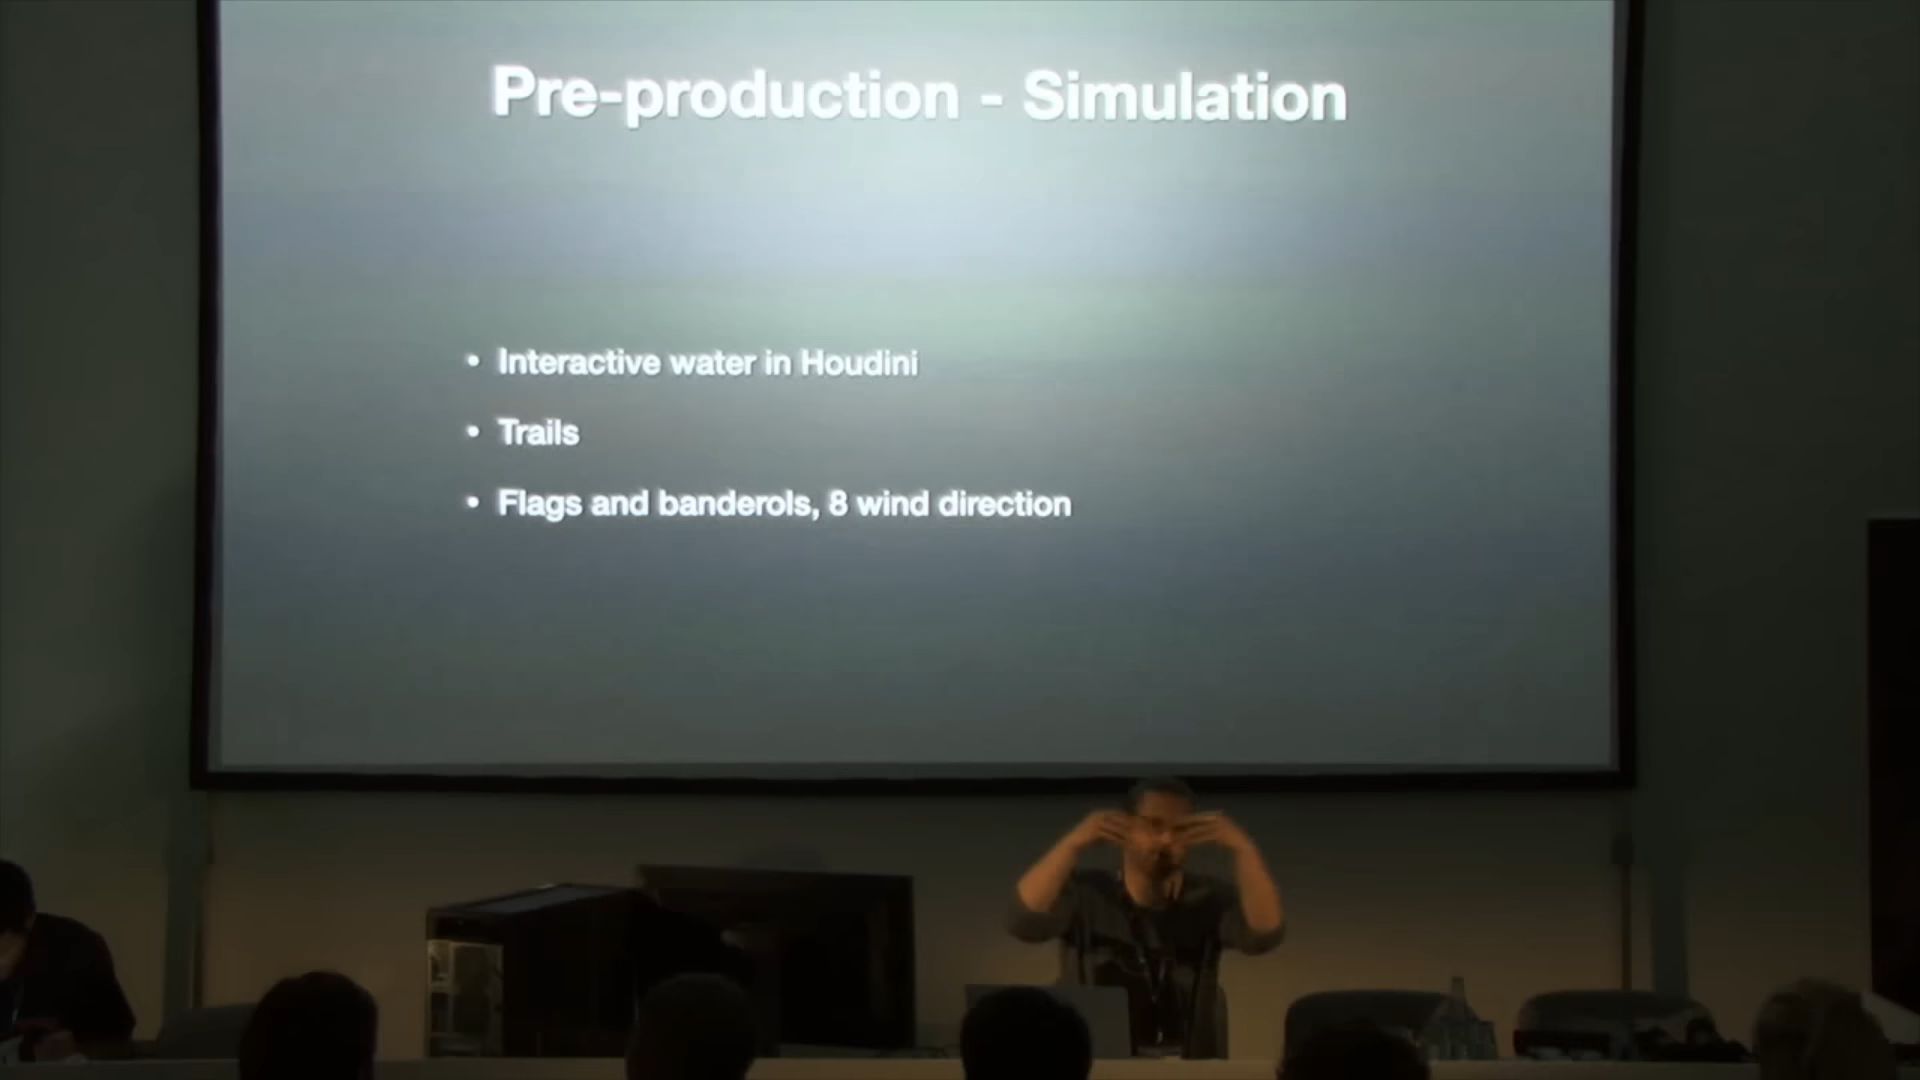 Pre-production - Simulation
• Interactive water in Houdini
• Trails
• Flags and banderols, 8 wind direction